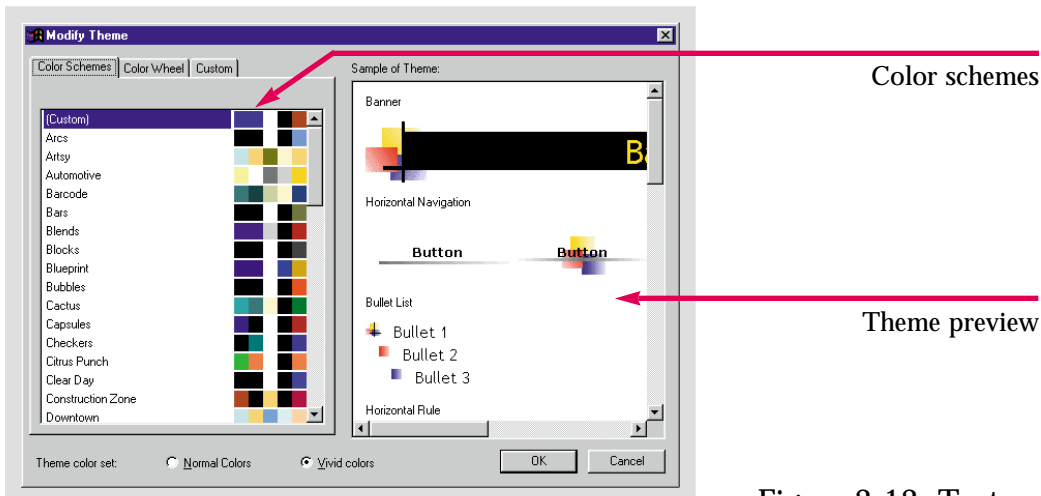 Modify Theme
Color Schemes Color Wheel Custom
(Custom)
Arcs
Artsy
Automotive
Barcode
Bars
Blends
Blocks
Blueprint
Bubbles
Cactus
Capsules
Checkers
Citrus Punch
Clear Day
Construction Zone
Downtown
Sample of Theme:
Banner
Ba
Horizontal Navigation
Button Button
Bullet List
Bullet 1
Bullet 2
Bullet 3
Horizontal Rule
Theme color set: Normal Colors Vivid colors
OK Cancel
Color schemes
Theme preview